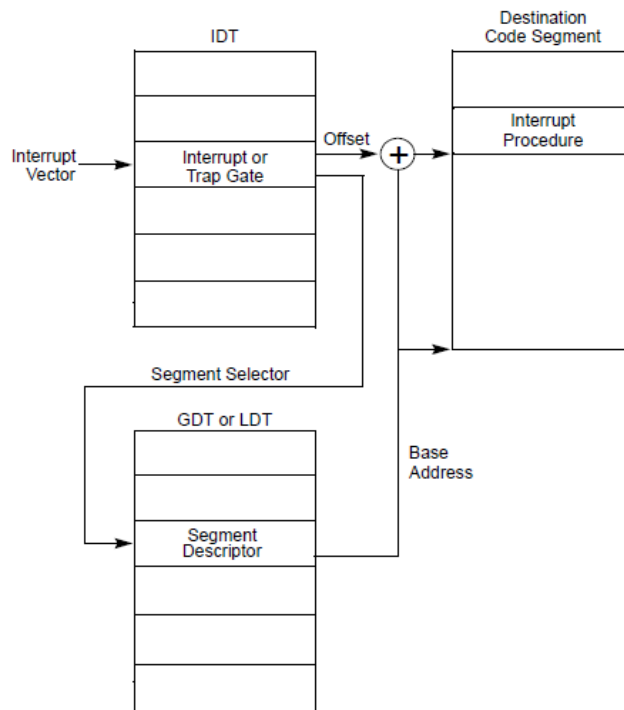 IDT
Destination
Code Segment
Interrupt
Vector
Interrupt or
Trap Gate
Offset
+
Interrupt
Procedure
Segment Selector
GDT or LDT
Base
Address
Segment
Descriptor